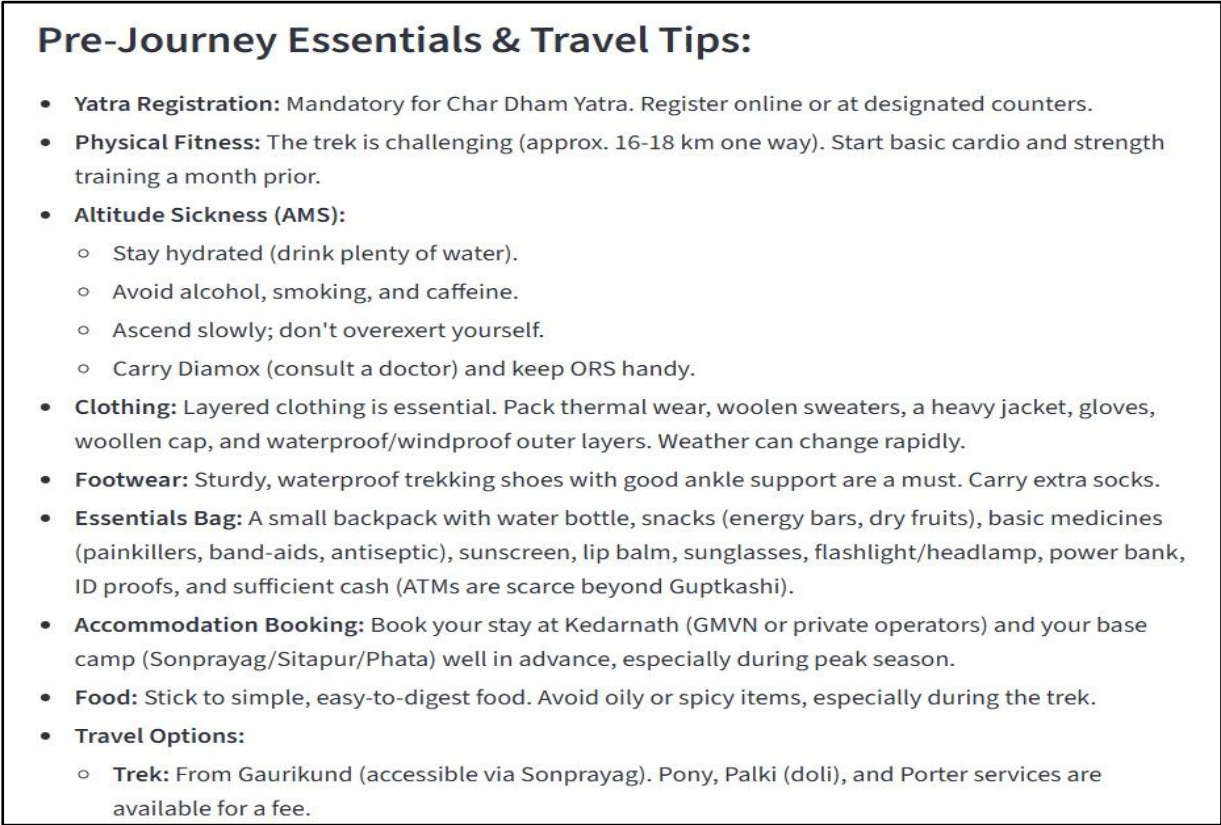 Pre-Journey Essentials & Travel Tips:
• Yatra Registration: Mandatory for Char Dham Yatra. Register online or at designated counters.
• Physical Fitness: The trek is challenging (approx. 16-18 km one way). Start basic cardio and strength
training a month prior.
• Altitude Sickness (AMS):
○ Stay hydrated (drink plenty of water).
○ Avoid alcohol, smoking, and caffeine.
○ Ascend slowly; don't overexert yourself.
○ Carry Diamox (consult a doctor) and keep ORS handy.
• Clothing: Layered clothing is essential. Pack thermal wear, woolen sweaters, a heavy jacket, gloves,
woollen cap, and waterproof/windproof outer layers. Weather can change rapidly.
• Footwear: Sturdy, waterproof trekking shoes with good ankle support are a must. Carry extra socks.
• Essentials Bag: A small backpack with water bottle, snacks (energy bars, dry fruits), basic medicines
(painkillers, band-aids, antiseptic), sunscreen, lip balm, sunglasses, flashlight/headlamp, power bank,
ID proofs, and sufficient cash (ATMs are scarce beyond Guptkashi).
• Accommodation Booking: Book your stay at Kedarnath (GMVN or private operators) and your base
camp (Sonprayag/Sitapur/Phata) well in advance, especially during peak season.
• Food: Stick to simple, easy-to-digest food. Avoid oily or spicy items, especially during the trek.
• Travel Options:
○ Trek: From Gaurikund (accessible via Sonprayag). Pony, Palki (doli), and Porter services are
available for a fee.